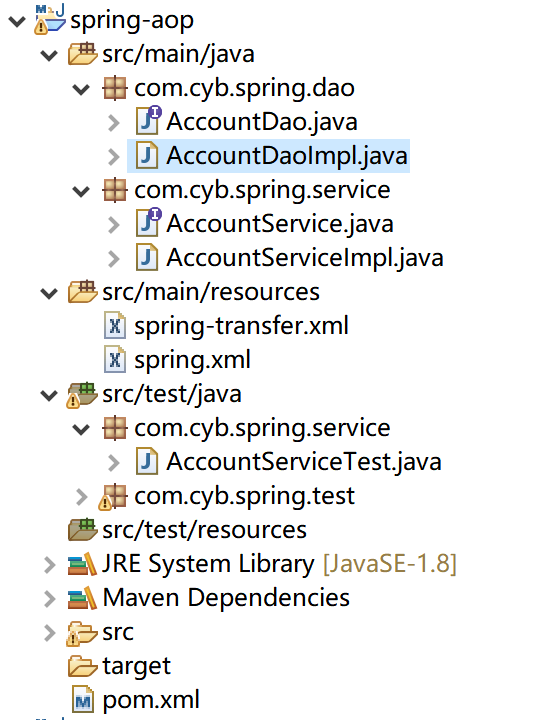 spring-aop
src/main/java
com.cyb.spring.dao
AccountDao.java
AccountDaoImpl.java
com.cyb.spring.service
AccountService.java
AccountServiceImpl.java
src/main/resources
spring-transfer.xml
spring.xml
src/test/java
com.cyb.spring.service
AccountServiceTest.java
com.cyb.spring.test
src/test/resources
JRE System Library [JavaSE-1.8]
Maven Dependencies
src
target
pom.xml